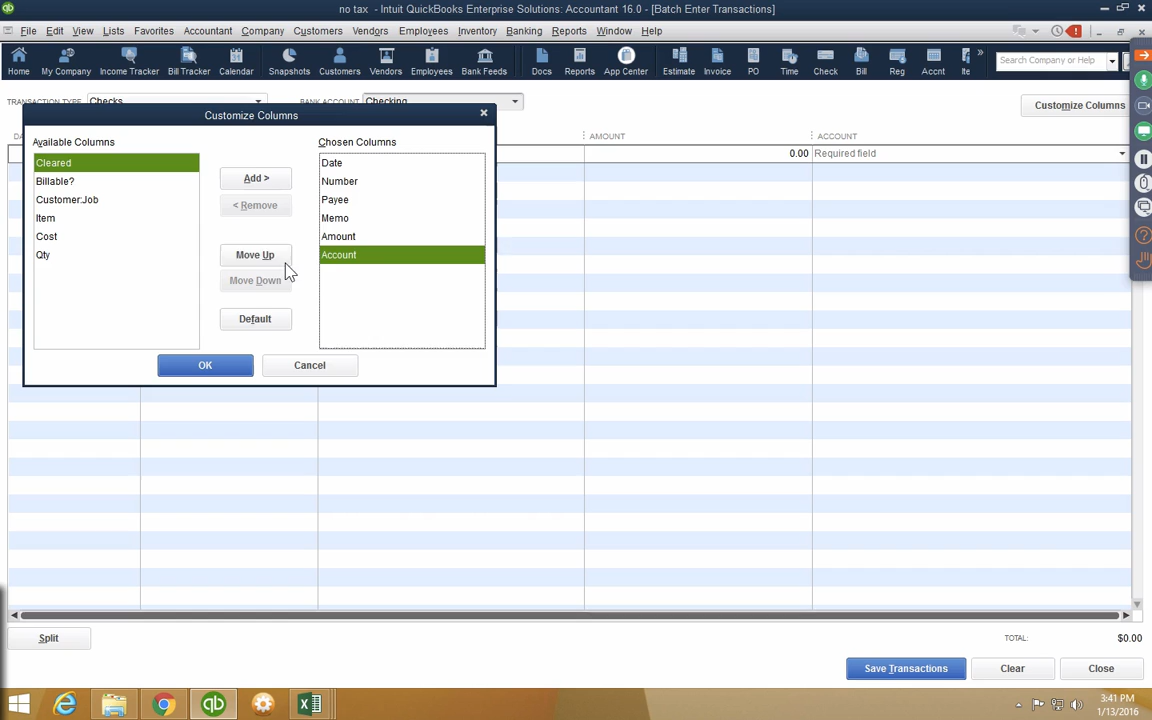 no tax - Intuit QuickBooks Enterprise Solutions: Accountant 16.0 - [Batch Enter Transactions]
File Edit View Lists Favorites Accountant Company Customers Vendors Employees Inventory Banking Reports Window Help
Home My Company Income Tracker Bill Tracker Calendar Snapshots Customers Vendors Employees Bank Feeds Docs Reports App Center Estimate Invoice PO Time Check Bill Reg Accnt Ite » Search Company or Help
TRANSACTION TYPE Checks BANK ACCOUNT Checking Customize Columns
AMOUNT ACCOUNT
0.00 Required field
Customize Columns
Available Columns
Cleared
Billable?
Customer:Job
Item
Cost
Qty
Add >
< Remove
Move Up
Move Down
Default
Chosen Columns
Date
Number
Payee
Memo
Amount
Account
OK Cancel
Split TOTAL: $0.00
Save Transactions Clear Close
3:41 PM
1/13/2016